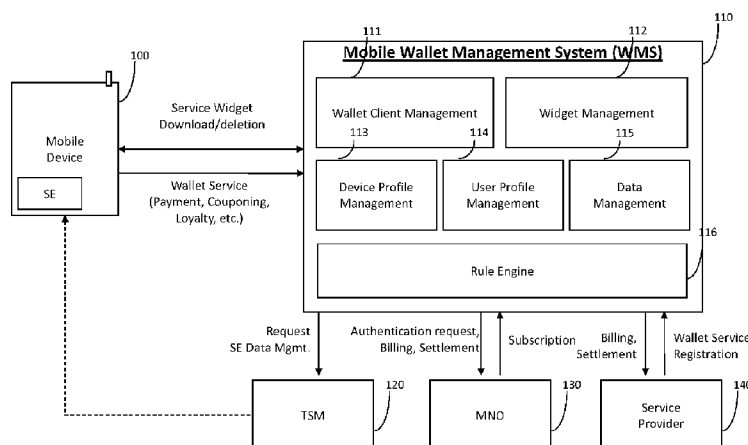 110
111
112
Mobile Wallet Management System (WMS)
100
Service Widget
Download/deletion
Wallet Client Management
Widget Management
113
114
115
Mobile
Device
SE
Wallet Service
(Payment, Couponing,
Loyalty, etc.)
Device Profile
Management
User Profile
Management
Data
Management
116
Rule Engine
Request
SE Data Mgmt.
Authentication request,
Billing, Settlement
Subscription
Billing,
Settlement
Wallet Service
Registration
120
130
140
TSM
MNO
Service
Provider